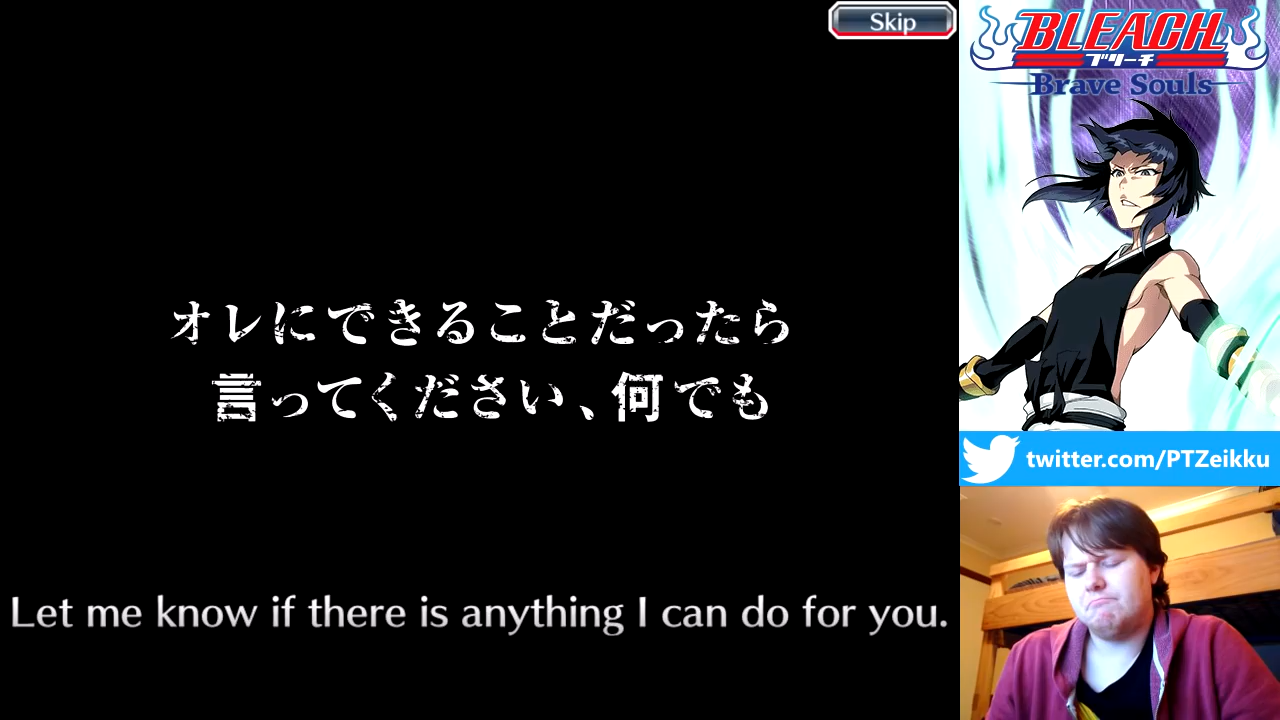 Skip
BLEACH
ブリーチ
Brave Souls
オレにできることだったら
言ってください、何でも
Let me know if there is anything I can do for you.
twitter.com/PTZeikku